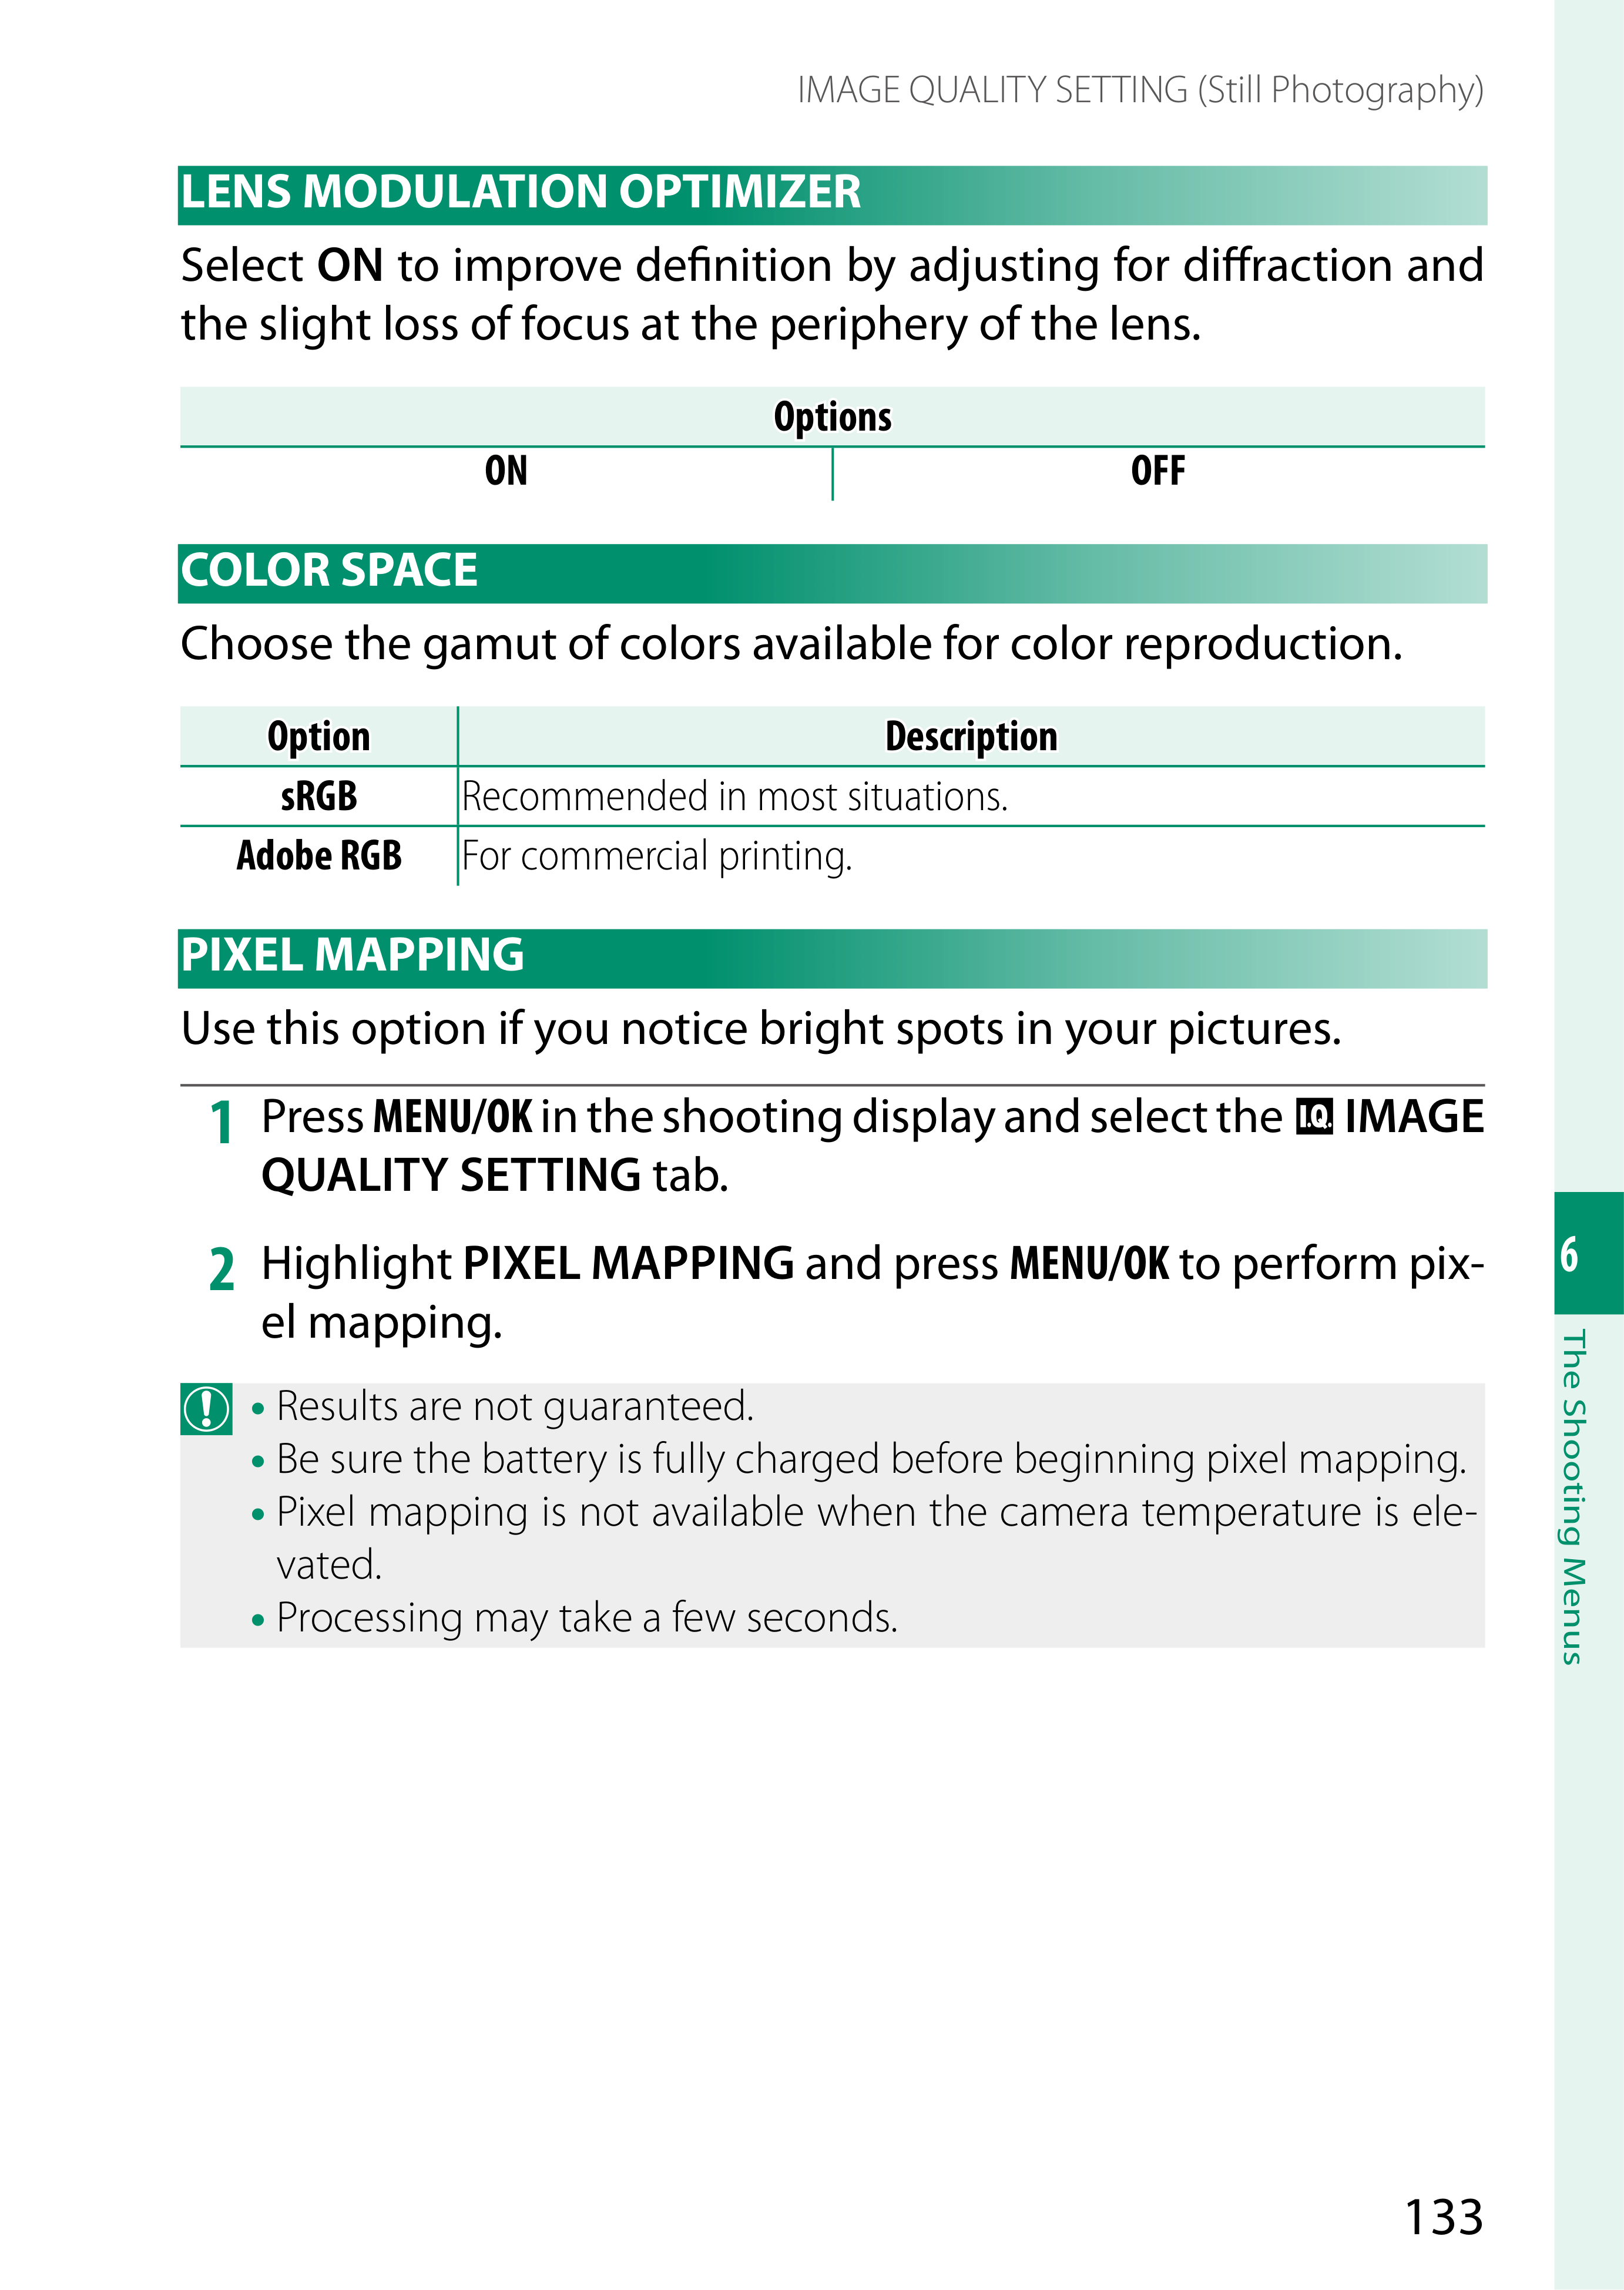 IMAGE QUALITY SETTING (Still Photography)
LENS MODULATION OPTIMIZER
Select ON to improve definition by adjusting for diffraction and
the slight loss of focus at the periphery of the lens.
Options
ON OFF
COLOR SPACE
Choose the gamut of colors available for color reproduction.
Option Description
sRGB Recommended in most situations.
Adobe RGB For commercial printing.
PIXEL MAPPING
Use this option if you notice bright spots in your pictures.
1 Press MENU/OK in the shooting display and select the I.Q. IMAGE
QUALITY SETTING tab.
2 Highlight PIXEL MAPPING and press MENU/OK to perform pix-
el mapping.
• Results are not guaranteed.
• Be sure the battery is fully charged before beginning pixel mapping.
• Pixel mapping is not available when the camera temperature is ele-
vated.
• Processing may take a few seconds.
6
The Shooting Menus
133